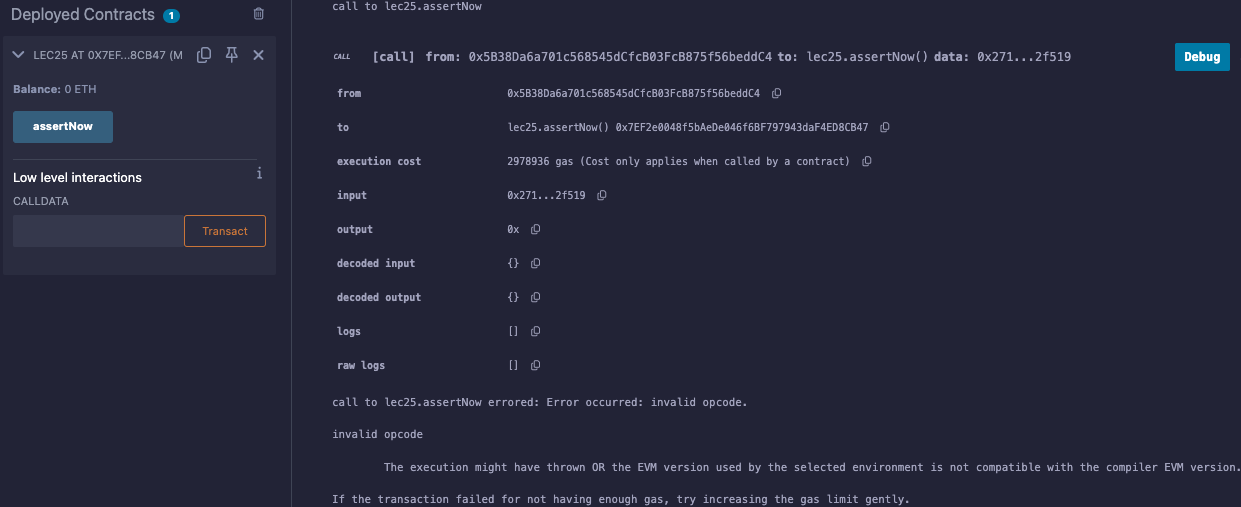 Deployed Contracts 1
LEC25 AT 0X7EF...8CB47 (M
Balance: 0 ETH
assertNow
Low level interactions
i
CALLDATA
Transact
call to lec25.assertNow
CALL [call] from: 0x5B38Da6a701c568545dCfcB03FcB875f56beddC4 to: lec25.assertNow() data: 0x271...2f519
Debug
from 0x5B38Da6a701c568545dCfcB03FcB875f56beddC4
to lec25.assertNow() 0x7EF2e0048f5bAeDe046f6BF797943daF4ED8CB47
execution cost 2978936 gas (Cost only applies when called by a contract)
input 0x271...2f519
output 0x
decoded input {}
decoded output {}
logs []
raw logs []
call to lec25.assertNow errored: Error occurred: invalid opcode.
invalid opcode
The execution might have thrown OR the EVM version used by the selected environment is not compatible with the compiler EVM version.
If the transaction failed for not having enough gas, try increasing the gas limit gently.